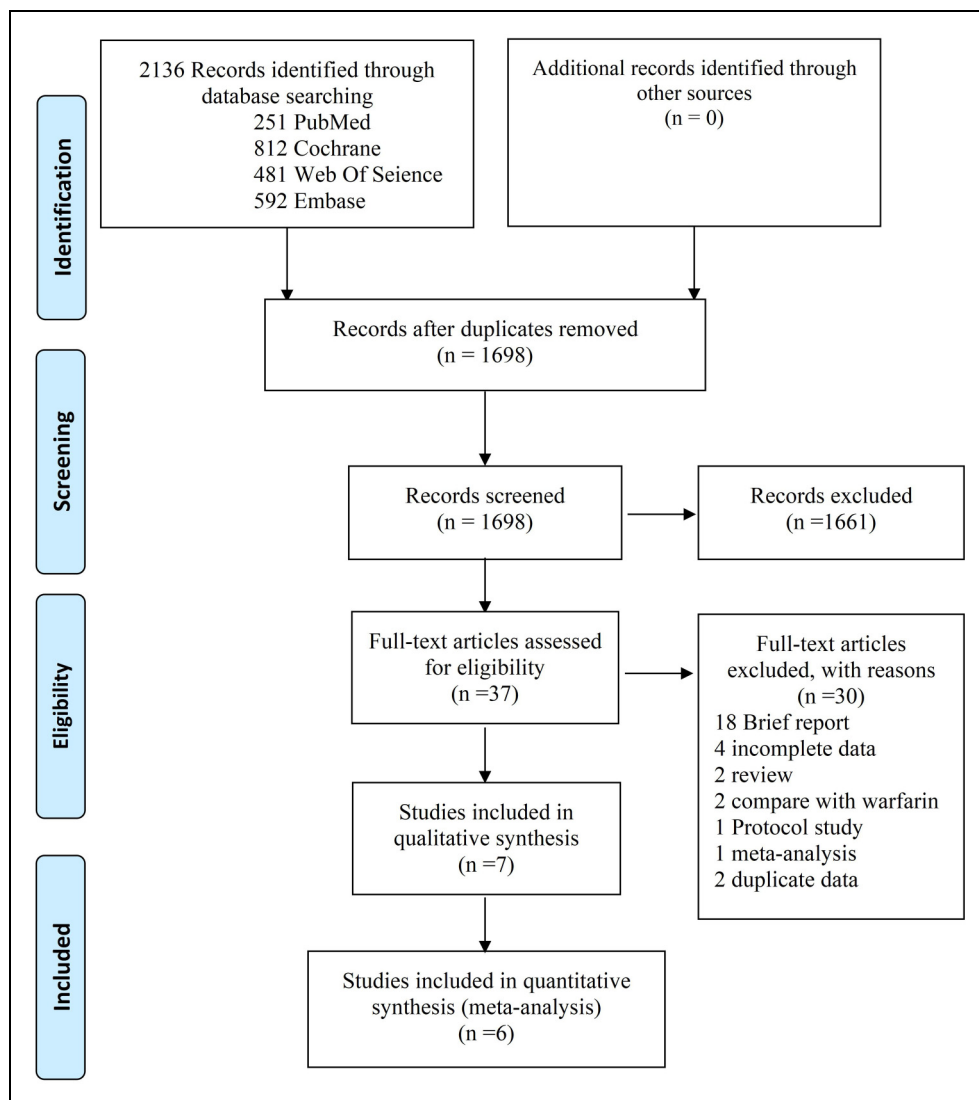 2136 Records identified through
database searching
251 PubMed
812 Cochrane
481 Web Of Seience
592 Embase
Additional records identified through
other sources
(n = 0)
Identification
Records after duplicates removed
(n = 1698)
Screening
Records screened
(n = 1698)
Records excluded
(n =1661)
Eligibility
Full-text articles assessed
for eligibility
(n =37)
Full-text articles
excluded, with reasons
(n =30)
18 Brief report
4 incomplete data
2 review
2 compare with warfarin
1 Protocol study
1 meta-analysis
2 duplicate data
Studies included in
qualitative synthesis
(n =7)
Included
Studies included in quantitative
synthesis (meta-analysis)
(n =6)